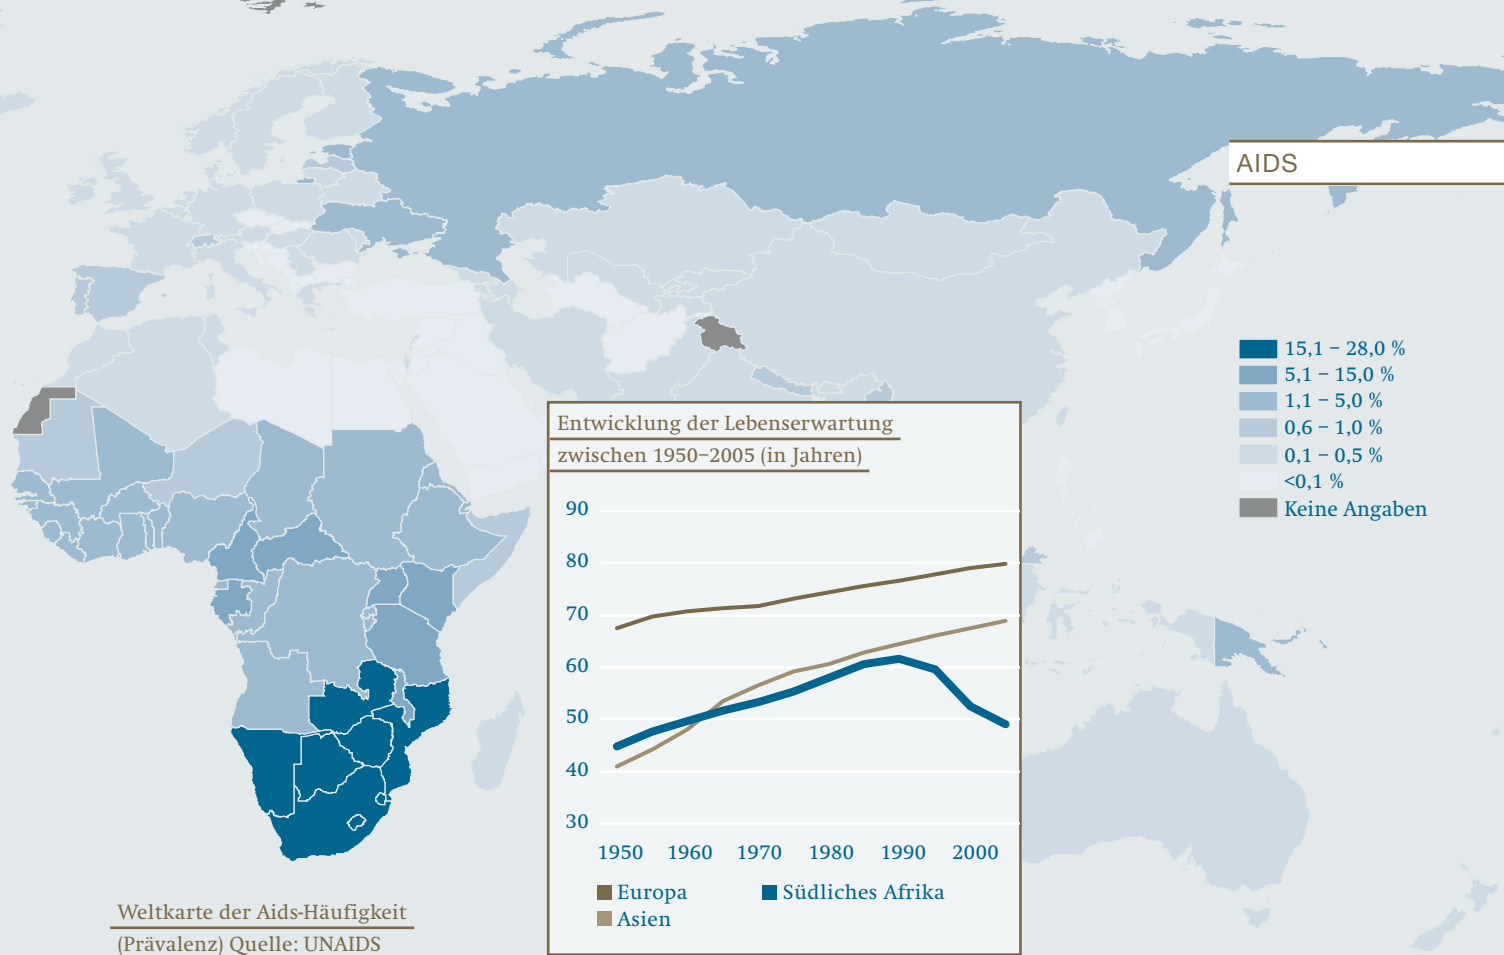 AIDS
15,1 – 28,0 %
5,1 – 15,0 %
1,1 – 5,0 %
0,6 – 1,0 %
0,1 – 0,5 %
<0,1 %
Keine Angaben
Entwicklung der Lebenserwartung
zwischen 1950–2005 (in Jahren)
90
80
70
60
50
40
30
1950 1960 1970 1980 1990 2000
Europa
Südliches Afrika
Asien
Weltkarte der Aids-Häufigkeit
(Prävalenz) Quelle: UNAIDS